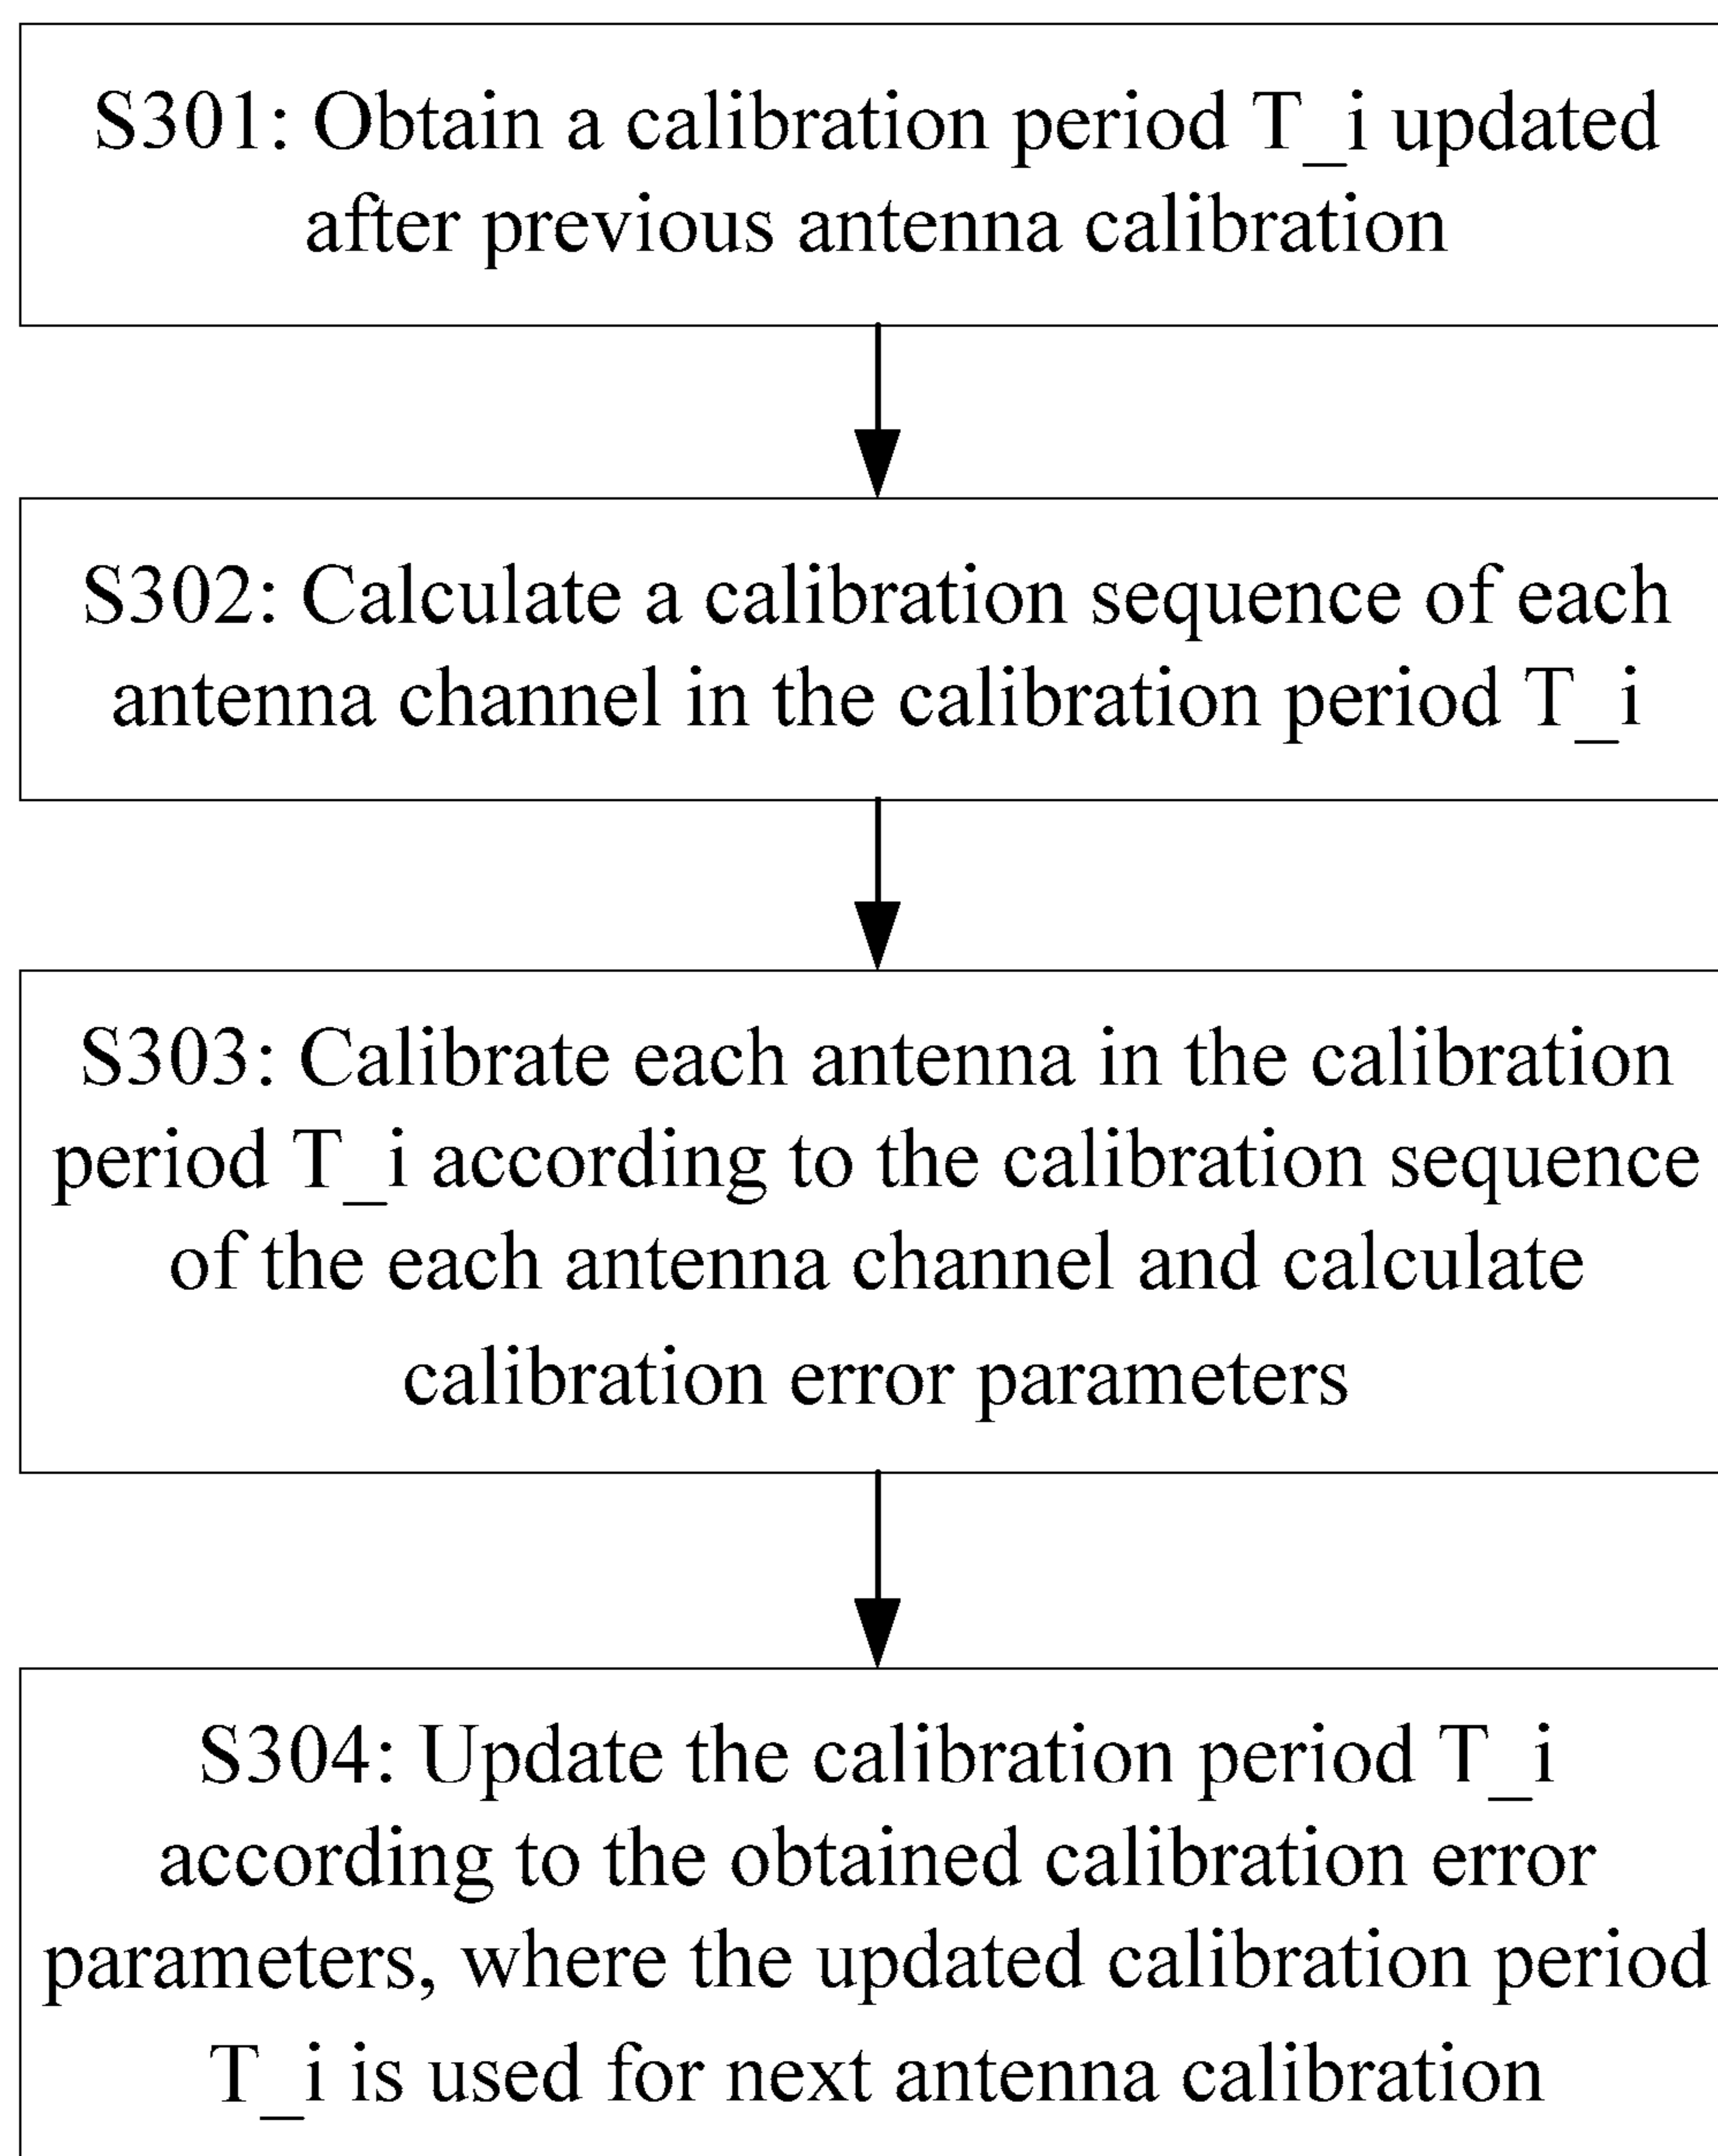 S301: Obtain a calibration period T_i updated
after previous antenna calibration
S302: Calculate a calibration sequence of each
antenna channel in the calibration period T_i
S303: Calibrate each antenna in the calibration
period T_i according to the calibration sequence
of the each antenna channel and calculate
calibration error parameters
S304: Update the calibration period T_i
according to the obtained calibration error
parameters, where the updated calibration period
T_i is used for next antenna calibration